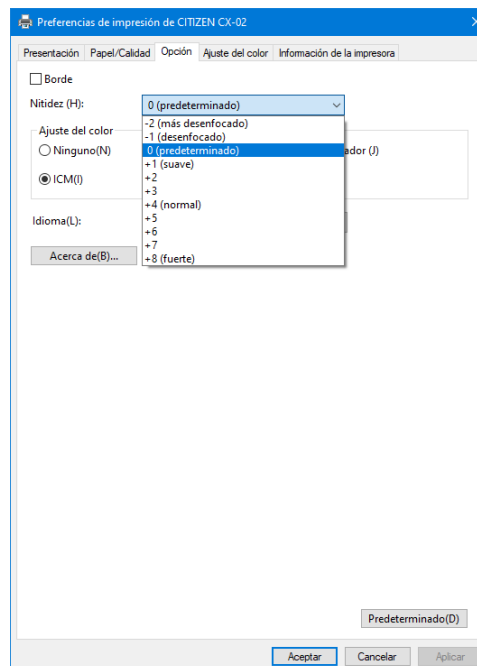 Preferencias de impresión de CITIZEN CX-02
Presentación Papel/Calidad Opción Ajuste del color Información de la impresora
Borde
Nitidez (H): 0 (predeterminado)
-2 (más desenfocado)
-1 (desenfocado)
0 (predeterminado)
+1 (suave)
+2
+3
+4 (normal)
+5
+6
+7
+8 (fuerte)
Ajuste del color
Ninguno(N)
ICM(I)
Idioma(L):
Acerca de(B)...
Predeterminado(D)
Aceptar Cancelar Aplicar